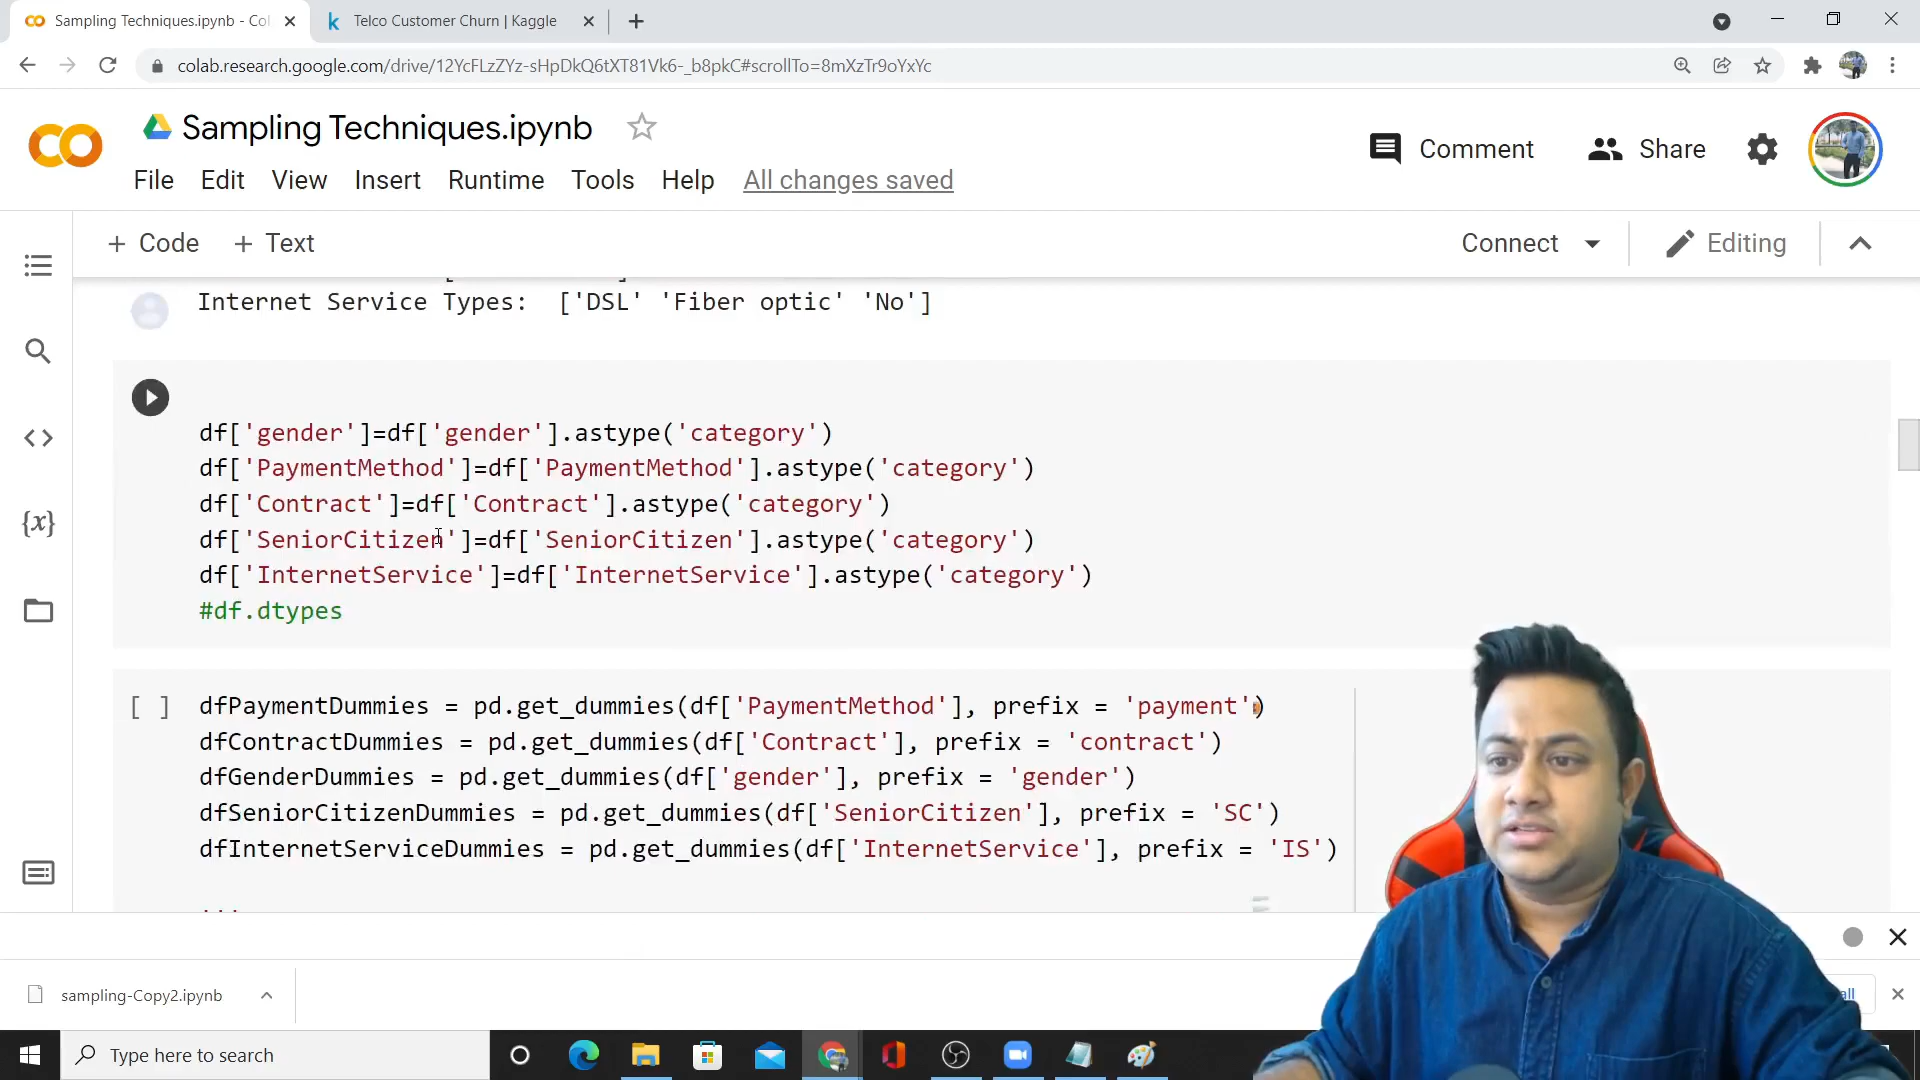 Sampling Techniques.ipynb - Col
Telco Customer Churn | Kaggle
colab.research.google.com/drive/12YcFLzZYz-sHpDkQ6tXT81Vk6-_b8pkC#scrollTo=8mXzTr9oYxYc
Sampling Techniques.ipynb
Comment
Share
File Edit View Insert Runtime Tools Help All changes saved
+ Code + Text
Connect
Editing
Internet Service Types:  ['DSL' 'Fiber optic' 'No']
df['gender']=df['gender'].astype('category')
df['PaymentMethod']=df['PaymentMethod'].astype('category')
df['Contract']=df['Contract'].astype('category')
df['SeniorCitizen']=df['SeniorCitizen'].astype('category')
df['InternetService']=df['InternetService'].astype('category')
#df.dtypes
[ ]
dfPaymentDummies = pd.get_dummies(df['PaymentMethod'], prefix = 'payment')
dfContractDummies = pd.get_dummies(df['Contract'], prefix = 'contract')
dfGenderDummies = pd.get_dummies(df['gender'], prefix = 'gender')
dfSeniorCitizenDummies = pd.get_dummies(df['SeniorCitizen'], prefix = 'SC')
dfInternetServiceDummies = pd.get_dummies(df['InternetService'], prefix = 'IS')
'''
{x}
sampling-Copy2.ipynb
Type here to search